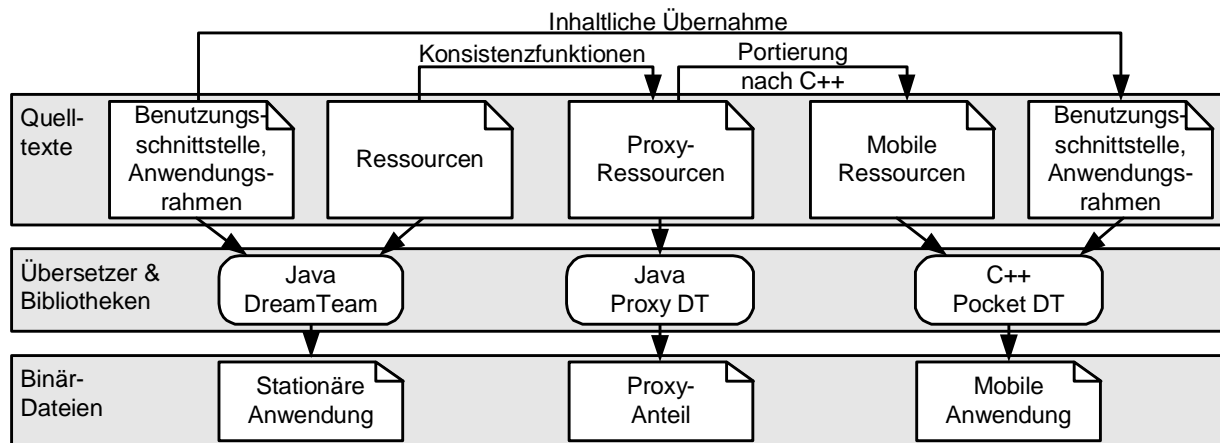 Inhaltliche Übernahme
Konsistenzfunktionen
Portierung
nach C++
Quell-
texte
Benutzungs-
schnittstelle,
Anwendungs-
rahmen
Ressourcen
Proxy-
Ressourcen
Mobile
Ressourcen
Benutzungs-
schnittstelle,
Anwendungs-
rahmen
Übersetzer &
Bibliotheken
Java
DreamTeam
Java
Proxy DT
C++
Pocket DT
Binär-
Dateien
Stationäre
Anwendung
Proxy-
Anteil
Mobile
Anwendung